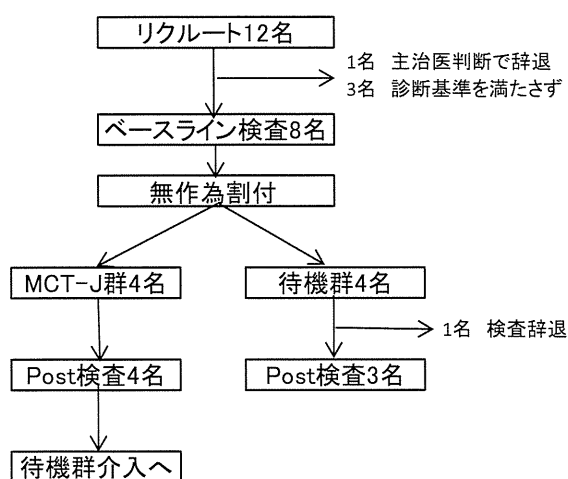 リクルート12名
1名 主治医判断で辞退
3名 診断基準を満たさず
ベースライン検査8名
無作為割付
MCT-J群4名
待機群4名
1名 検査辞退
Post検査4名
Post検査3名
待機群介入へ